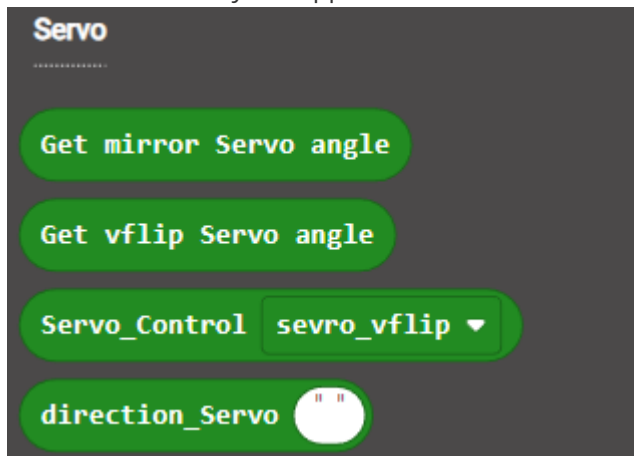 Servo
Get mirror Servo angle
Get vflip Servo angle
Servo_Control sevro_vflip
direction_Servo " "